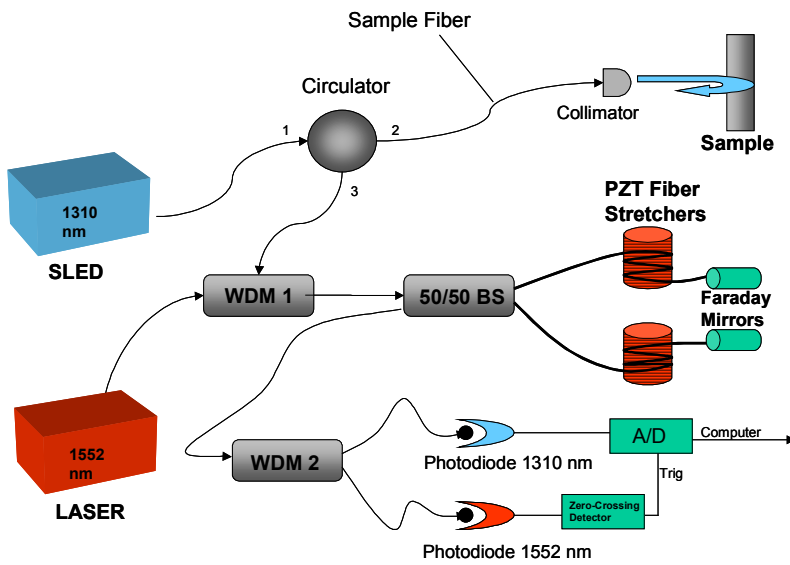 Sample Fiber
Circulator
1
2
3
Collimator
Sample
1310
nm
SLED
PZT Fiber
Stretchers
WDM 1
50/50 BS
Faraday
Mirrors
1552
nm
LASER
WDM 2
Photodiode 1310 nm
A/D
Computer
Trig
Zero-Crossing
Detector
Photodiode 1552 nm